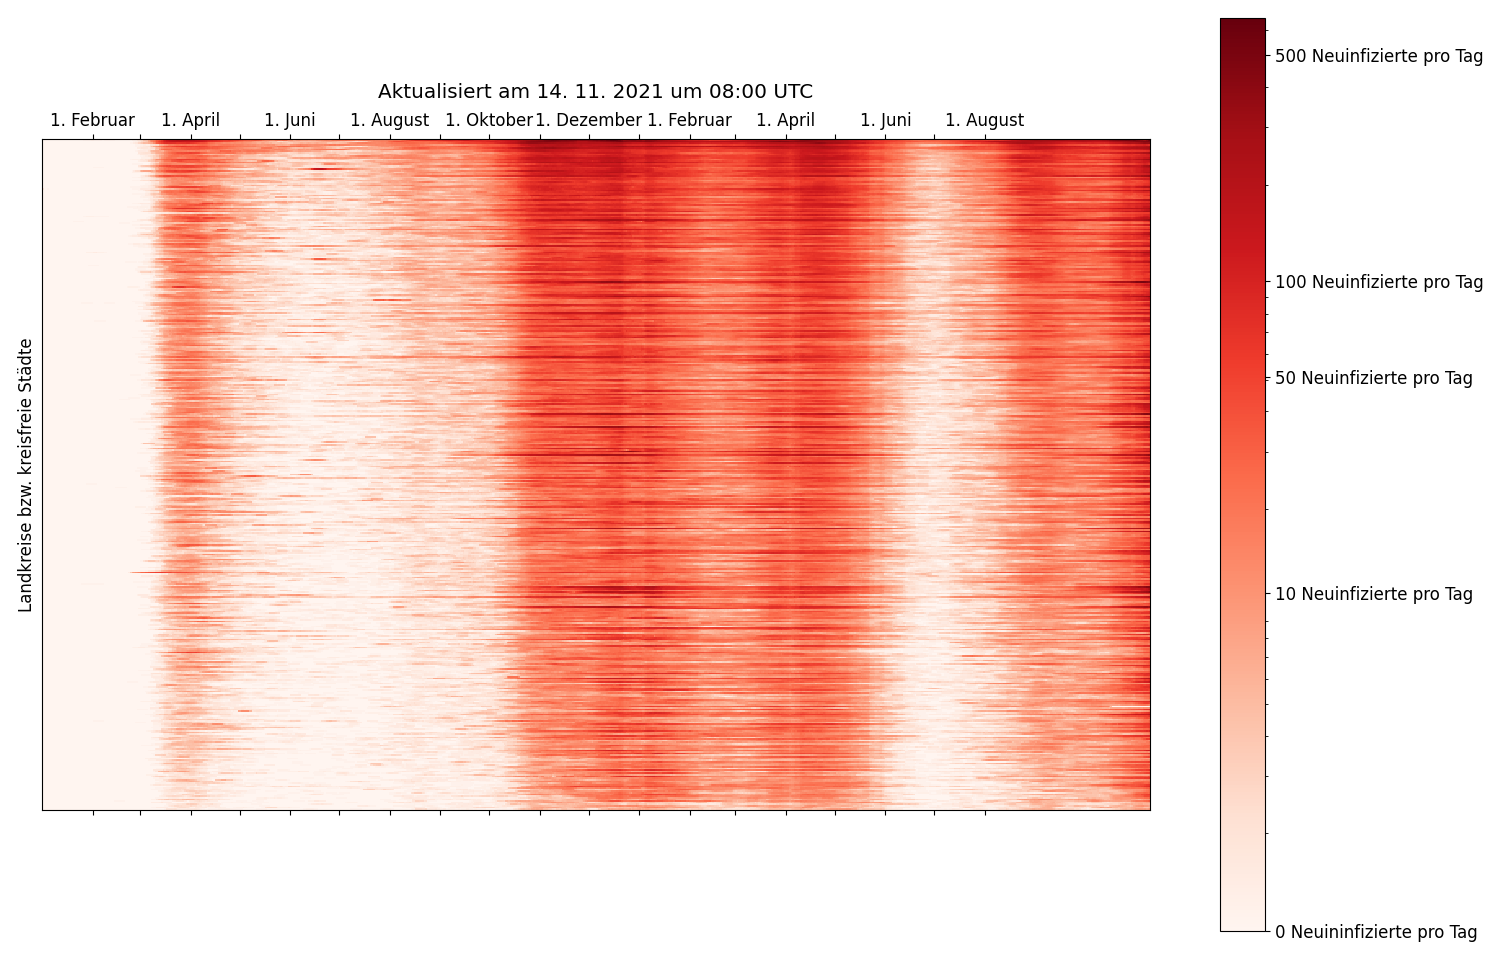 Aktualisiert am 14. 11. 2021 um 08:00 UTC
1. Februar 1. April 1. Juni 1. August 1. Oktober 1. Dezember 1. Februar 1. April 1. Juni 1. August
Landkreise bzw. kreisfreie Städte
500 Neuinfizierte pro Tag
100 Neuinfizierte pro Tag
50 Neuinfizierte pro Tag
10 Neuinfizierte pro Tag
0 Neuininfizierte pro Tag